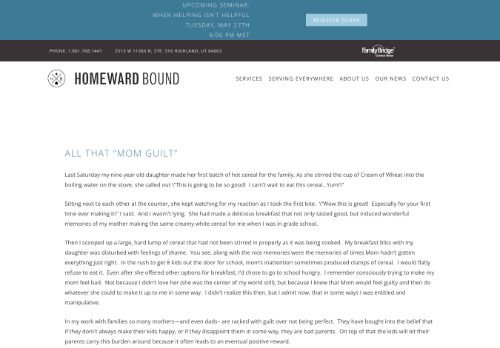 UPCOMING SEMINAR:
WHEN HELPING ISN'T HELPFUL
TUESDAY, MAY 27TH
6:00 PM MST
REGISTER TODAY
PHONE: 1.801.768.1441 5513 W 11000 N, STE. 316 HIGHLAND, UT 84003
FamilyBridge
HOMEWARD BOUND
SERVICES SERVING EVERYWHERE ABOUT US OUR NEWS CONTACT US
ALL THAT "MOM GUILT"
Last Saturday my nine year old daughter made her first batch of hot cereal for the family. As she stirred the cup of Cream of Wheat into the
boiling water on the stove, she called out \"This is going to be so good! I can\'t wait to eat this cereal...Yum!\"
Sitting next to each other at the counter, she kept watching for my reaction as I took the first bite. \"Wow this is great! Especially for your first
time ever making it\" I said. And I wasn't lying. She had made a delicious breakfast that not only tasted good, but induced wonderful
memories of my mother making the same creamy white cereal for me when I was in grade school.
Then I scooped up a large, hard lump of cereal that had not been stirred in properly as it was being cooked. My breakfast bliss with my
daughter was disturbed with feelings of shame. You see, along with the nice memories were the memories of times Mom hadn't gotten
everything just right. In the rush to get 8 kids out the door for school, mom's inattention sometimes produced clumps of cereal. I would flatly
refuse to eat it. Even after she offered other options for breakfast, I'd chose to go to school hungry. I remember consciously trying to make my
mom feel bad. Not because I didn't love her (she was the center of my world still), but because I knew that Mom would feel guilty and then do
whatever she could to make it up to me in some way. I didn't realize this then, but I admit now, that in some ways I was entitled and
manipulative.
In my work with families so many mothers—and even dads– are racked with guilt over not being perfect. They have bought into the belief that
if they don't always make their kids happy, or if they disappoint them in some way, they are bad parents. On top of that the kids will let their
parents carry this burden around because it often leads to an eventual positive reward.